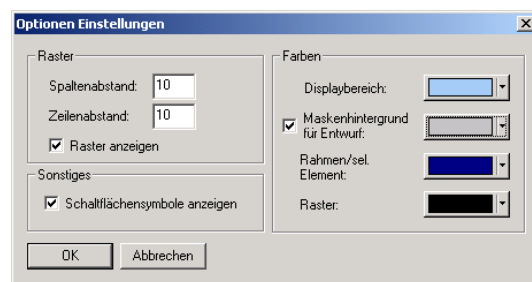 Optionen Einstellungen
Raster
Spaltenabstand: 10
Zeilenabstand: 10
Raster anzeigen
Sonstiges
Schaltflächensymbole anzeigen
Farben
Displaybereich:
Maskenhintergrund
für Entwurf:
Rahmen/sel.
Element:
Raster:
OK Abbrechen